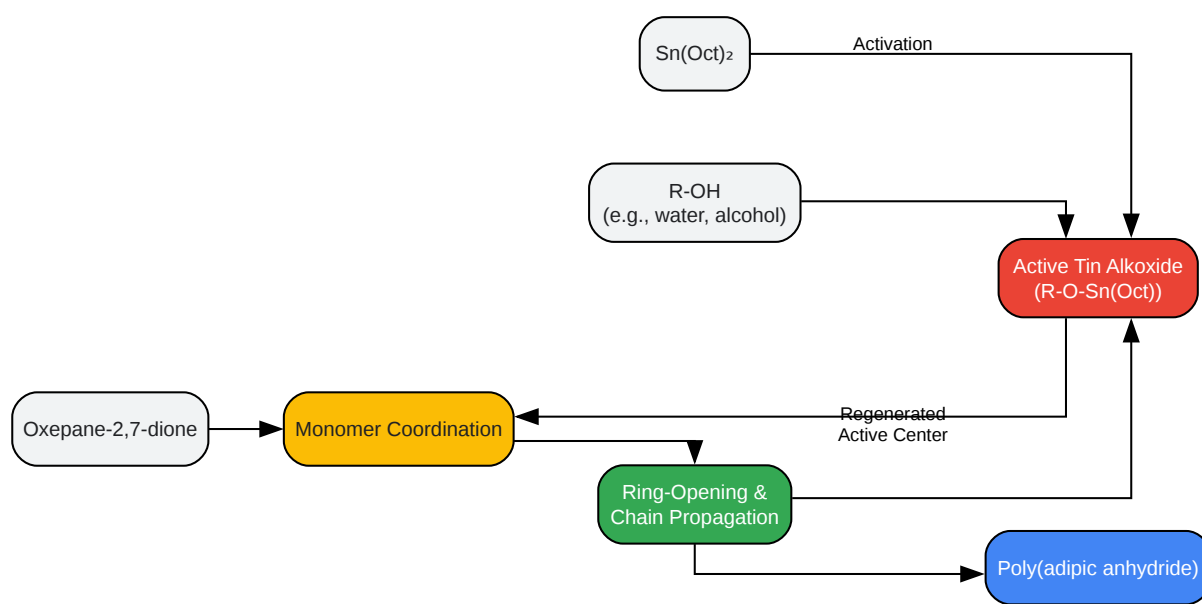 Sn(Oct)₂
Activation
R-OH
(e.g., water, alcohol)
Active Tin Alkoxide
(R-O-Sn(Oct))
Oxepane-2,7-dione
Monomer Coordination
Regenerated
Active Center
Ring-Opening &
Chain Propagation
Poly(adipic anhydride)